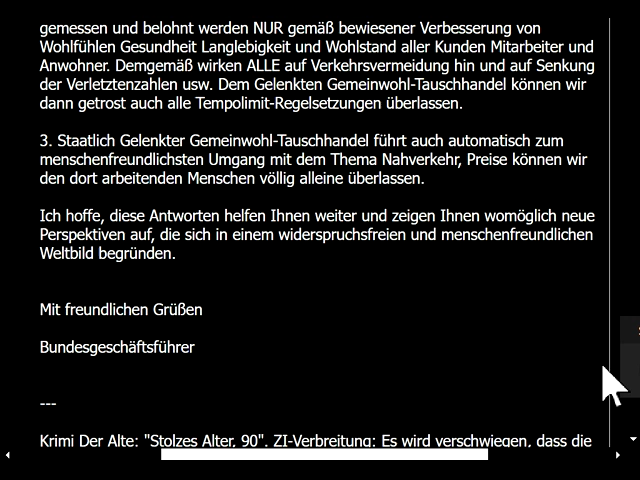 gemessen und belohnt werden NUR gemäß bewiesener Verbesserung von
Wohlfühlen Gesundheit Langlebigkeit und Wohlstand aller Kunden Mitarbeiter und
Anwohner. Demgemäß wirken ALLE auf Verkehrsvermeidung hin und auf Senkung
der Verletztenzahlen usw. Dem Gelenkten Gemeinwohl-Tauschhandel können wir
dann getrost auch alle Tempolimit-Regelsetzungen überlassen.
3. Staatlich Gelenkter Gemeinwohl-Tauschhandel führt auch automatisch zum
menschenfreundlichsten Umgang mit dem Thema Nahverkehr, Preise können wir
den dort arbeitenden Menschen völlig alleine überlassen.
Ich hoffe, diese Antworten helfen Ihnen weiter und zeigen Ihnen womöglich neue
Perspektiven auf, die sich in einem widerspruchsfreien und menschenfreundlichen
Weltbild begründen.
Mit freundlichen Grüßen
Bundesgeschäftsführer
---
Krimi Der Alte: "Stolzes Alter, 90". ZI-Verbreitung: Es wird verschwiegen, dass die